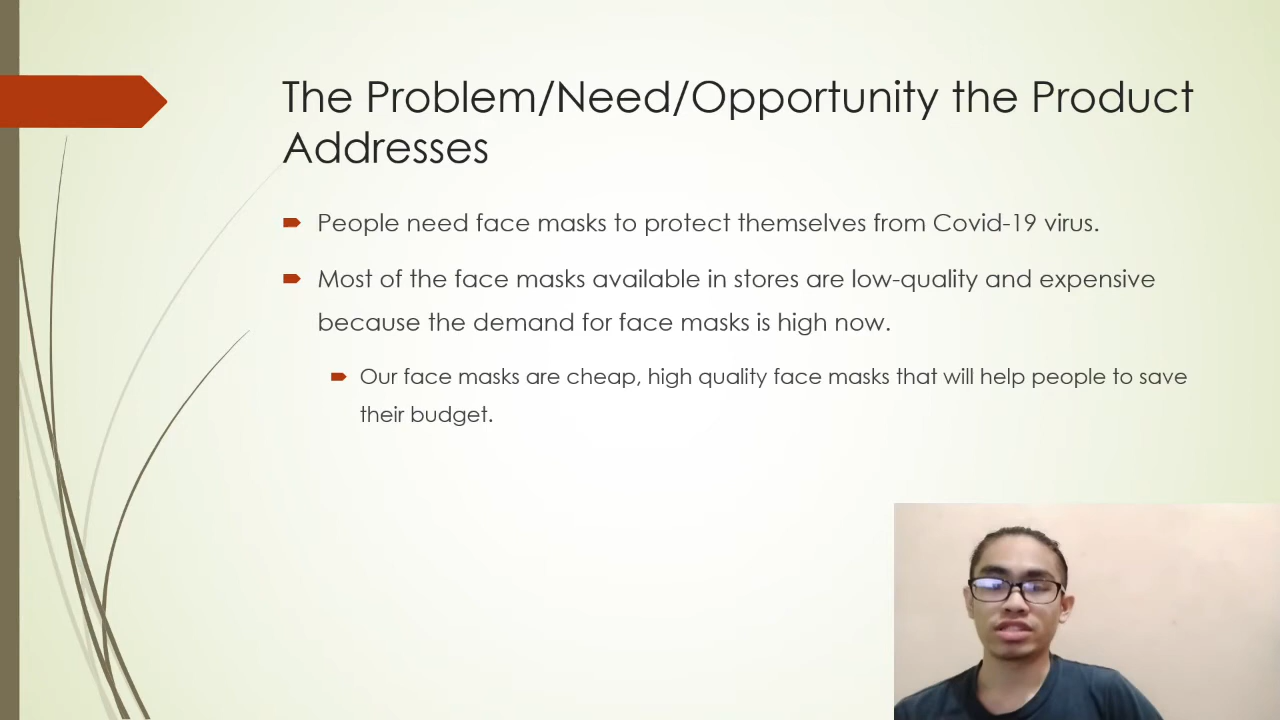 The Problem/Need/Opportunity the Product
Addresses
People need face masks to protect themselves from Covid-19 virus.
Most of the face masks available in stores are low-quality and expensive
because the demand for face masks is high now.
Our face masks are cheap, high quality face masks that will help people to save
their budget.